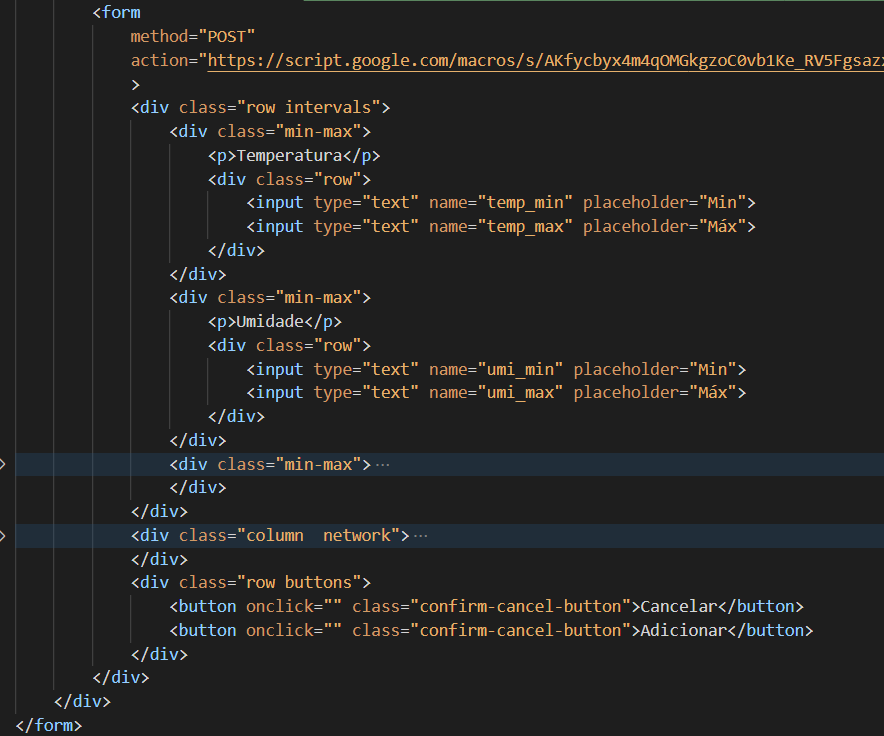 <form
method="POST"
action="https://script.google.com/macros/s/AKfycbyx4m4qOMGkgzoC0vb1Ke_RV5Fgsazx
>
<div class="row intervals">
<div class="min-max">
<p>Temperatura</p>
<div class="row">
<input type="text" name="temp_min" placeholder="Min">
<input type="text" name="temp_max" placeholder="Máx">
</div>
</div>
<div class="min-max">
<p>Umidade</p>
<div class="row">
<input type="text" name="umi_min" placeholder="Min">
<input type="text" name="umi_max" placeholder="Máx">
</div>
</div>
<div class="min-max">···
</div>
</div>
<div class="column  network">···
</div>
<div class="row buttons">
<button onclick="" class="confirm-cancel-button">Cancelar</button>
<button onclick="" class="confirm-cancel-button">Adicionar</button>
</div>
</div>
</div>
</form>